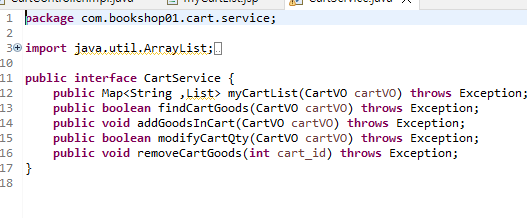 myCartList.jsp
package com.bookshop01.cart.service;
import java.util.ArrayList;
public interface CartService {
public Map<String ,List> myCartList(CartVO cartVO) throws Exception;
public boolean findCartGoods(CartVO cartVO) throws Exception;
public void addGoodsInCart(CartVO cartVO) throws Exception;
public boolean modifyCartQty(CartVO cartVO) throws Exception;
public void removeCartGoods(int cart_id) throws Exception;
}
1
2
3
11
12
13
14
15
16
17
18